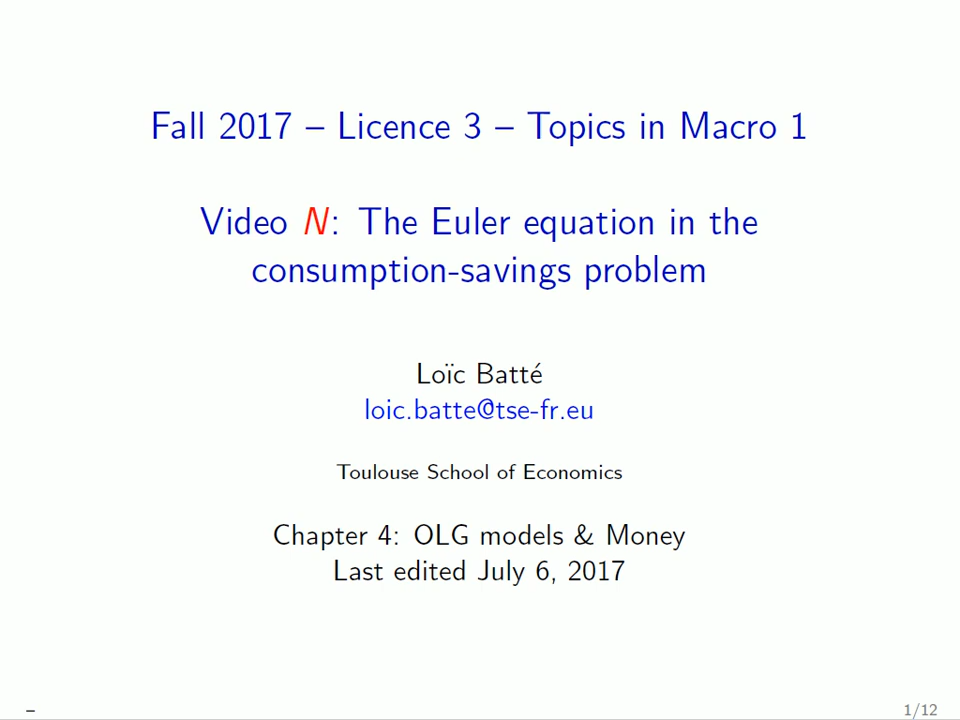 Fall 2017 – Licence 3 – Topics in Macro 1
Video N: The Euler equation in the
consumption-savings problem
Loïc Batté
loic.batte@tse-fr.eu
Toulouse School of Economics
Chapter 4: OLG models & Money
Last edited July 6, 2017
– 1/12